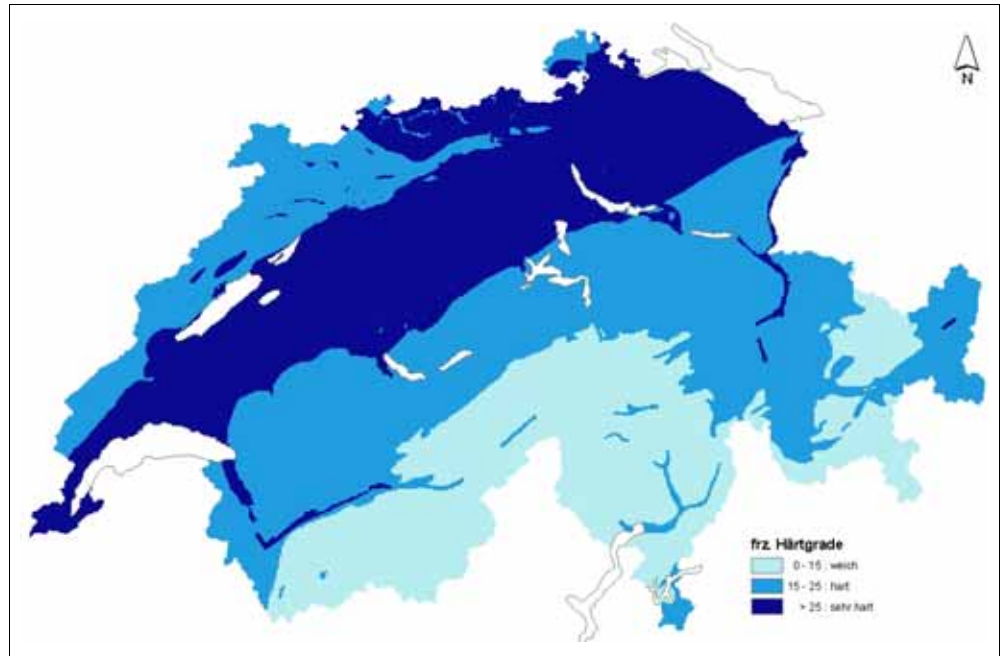 N
frz. Härtgrade
0 - 15 : weich
15 - 25 : hart
> 25 : sehr hart